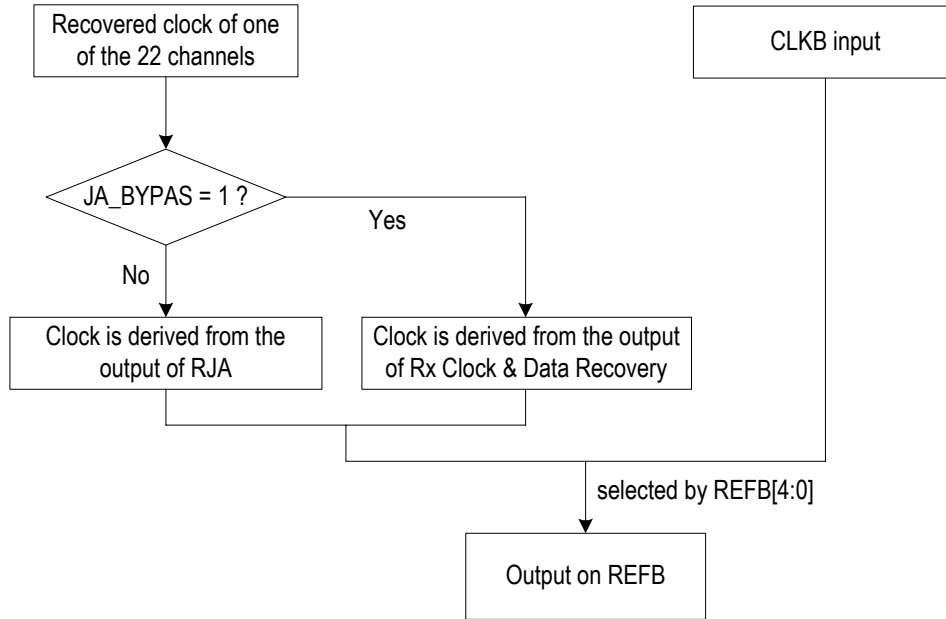 Recovered clock of one
of the 22 channels
CLKB input
JA_BYPAS = 1 ?
Yes
No
Clock is derived from the
output of RJA
Clock is derived from the output
of Rx Clock & Data Recovery
selected by REFB[4:0]
Output on REFB